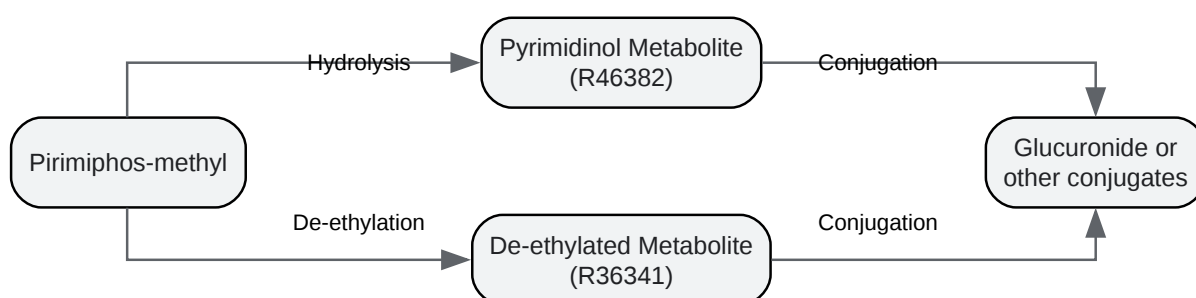 Pyrimidinol Metabolite
(R46382)
Hydrolysis
Conjugation
Pirimiphos-methyl
Glucuronide or
other conjugates
De-ethylation
Conjugation
De-ethylated Metabolite
(R36341)